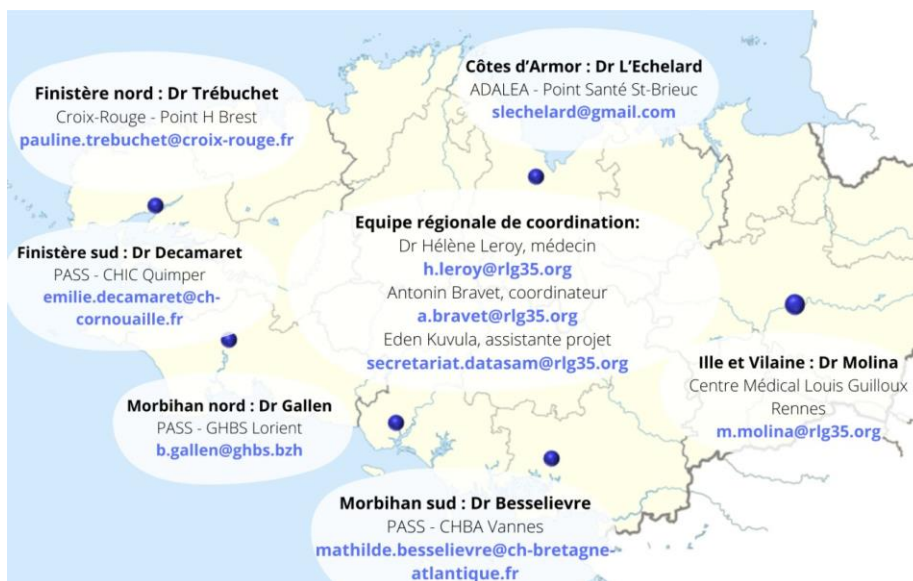 Finistère nord : Dr Trébuchet
Croix-Rouge - Point H Brest
pauline.trebuchet@croix-rouge.fr
Côtes d'Armor : Dr L'Echelard
ADALEA - Point Santé St-Brieuc
slechelard@gmail.com
Finistère sud : Dr Decamaret
PASS - CHIC Quimper
emilie.decamaret@ch-
cornouaille.fr
Equipe régionale de coordination:
Dr Hélène Leroy, médecin
h.leroy@rlg35.org
Antonin Bravet, coordinateur
a.bravet@rlg35.org
Eden Kuvula, assistante projet
secretariat.datasam@rlg35.org
Ille et Vilaine : Dr Molina
Centre Médical Louis Guilloux
Rennes
m.molina@rlg35.org
Morbihan nord : Dr Gallen
PASS - GHBS Lorient
b.gallen@ghbs.bzh
Morbihan sud : Dr Besselievre
PASS - CHBA Vannes
mathilde.besselievre@ch-bretagne-
atlantique.fr